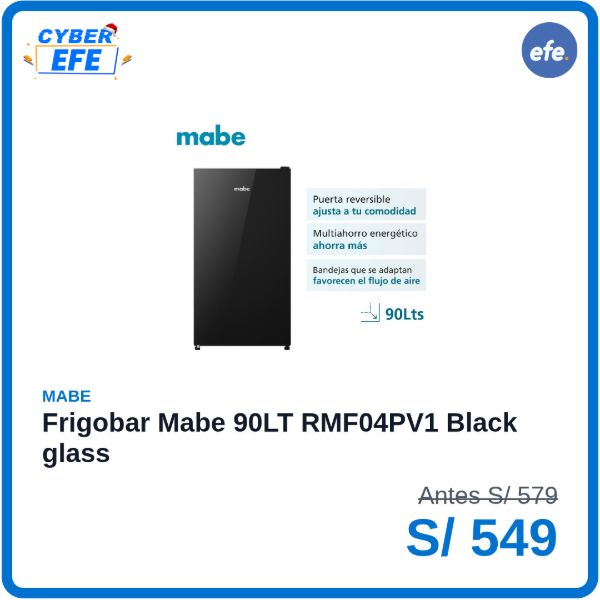 CYBER
EFE
efe.
mabe
mabe
Puerta reversible
ajusta a tu comodidad
Multiahorro energético
ahorra más
Bandejas que se adaptan
favorecen el flujo de aire
90Lts
MABE
Frigobar Mabe 90LT RMF04PV1 Black
glass
Antes S/ 579
S/ 549